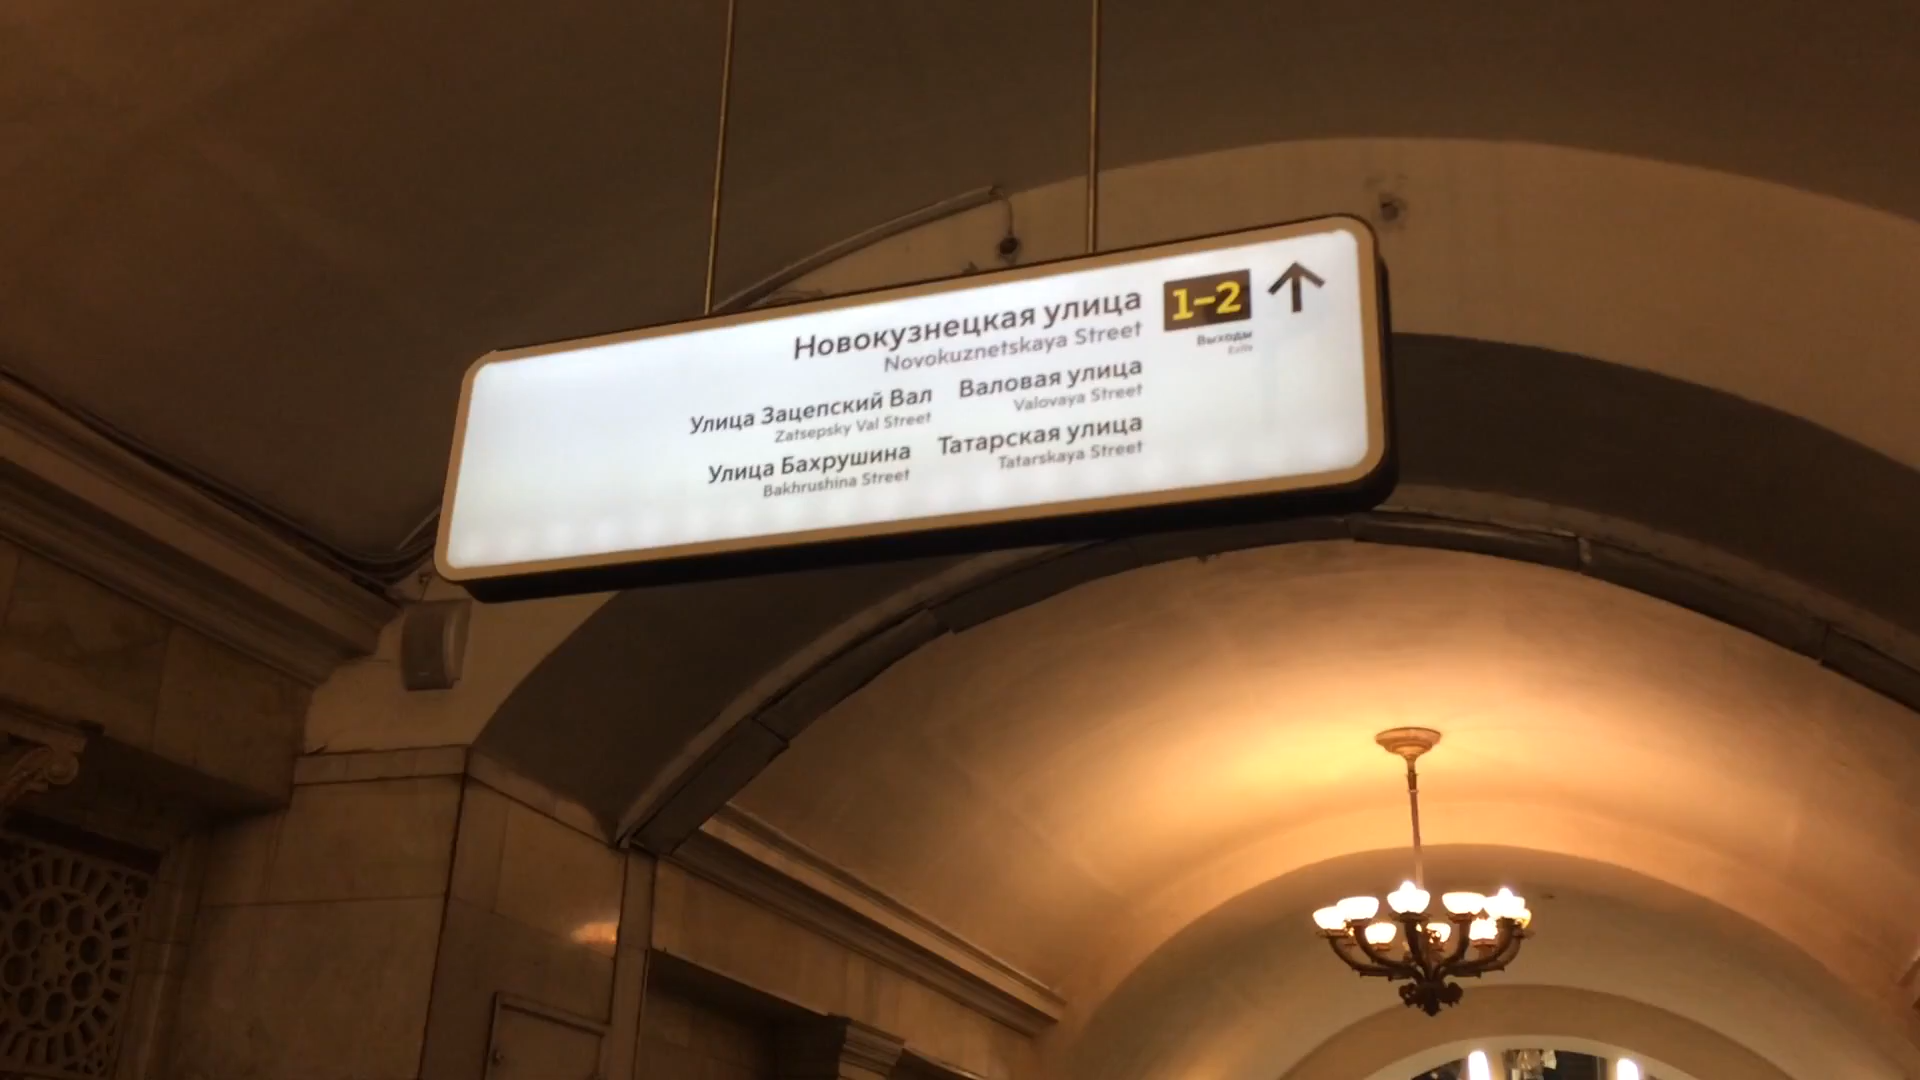 Новокузнецкая улица
Novokuznetskaya Street
1–2
Выходы
Exits
Улица Зацепский Вал
Zatsepsky Val Street
Валовая улица
Valovaya Street
Улица Бахрушина
Bakhrushina Street
Татарская улица
Tatarskaya Street